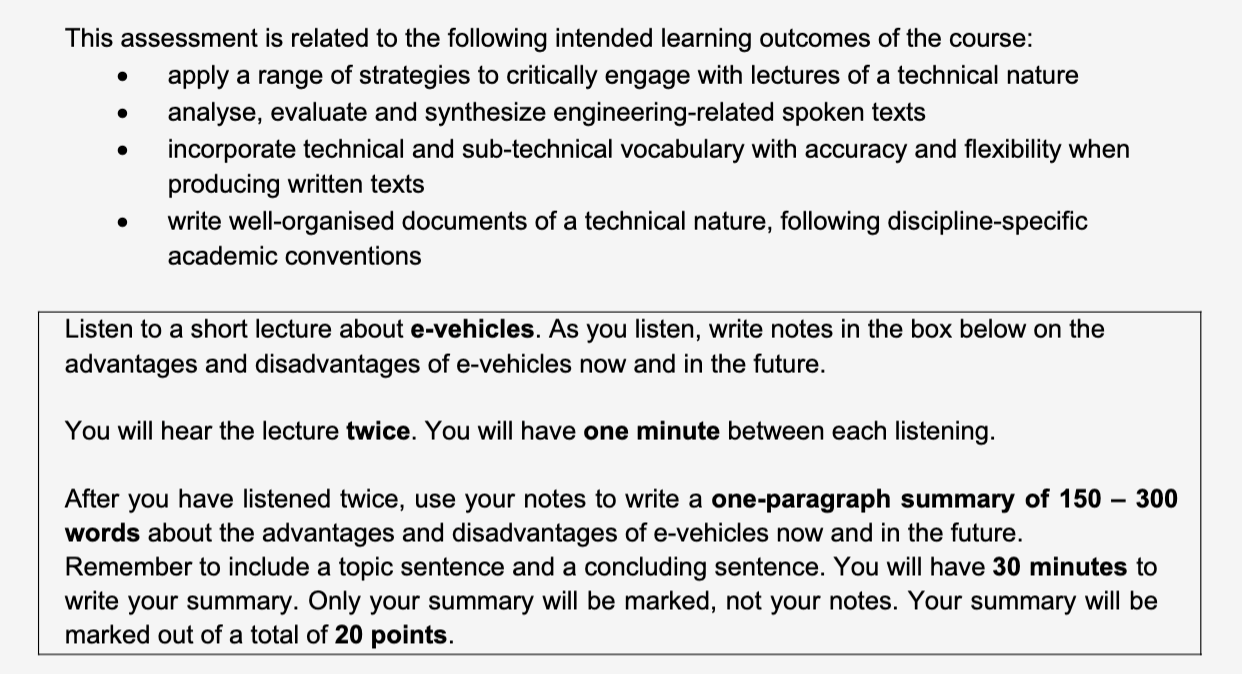 This assessment is related to the following intended learning outcomes of the course:
• apply a range of strategies to critically engage with lectures of a technical nature
• analyse, evaluate and synthesize engineering-related spoken texts
• incorporate technical and sub-technical vocabulary with accuracy and flexibility when
producing written texts
• write well-organised documents of a technical nature, following discipline-specific
academic conventions
Listen to a short lecture about e-vehicles. As you listen, write notes in the box below on the
advantages and disadvantages of e-vehicles now and in the future.
You will hear the lecture twice. You will have one minute between each listening.
After you have listened twice, use your notes to write a one-paragraph summary of 150 – 300
words about the advantages and disadvantages of e-vehicles now and in the future.
Remember to include a topic sentence and a concluding sentence. You will have 30 minutes to
write your summary. Only your summary will be marked, not your notes. Your summary will be
marked out of a total of 20 points.